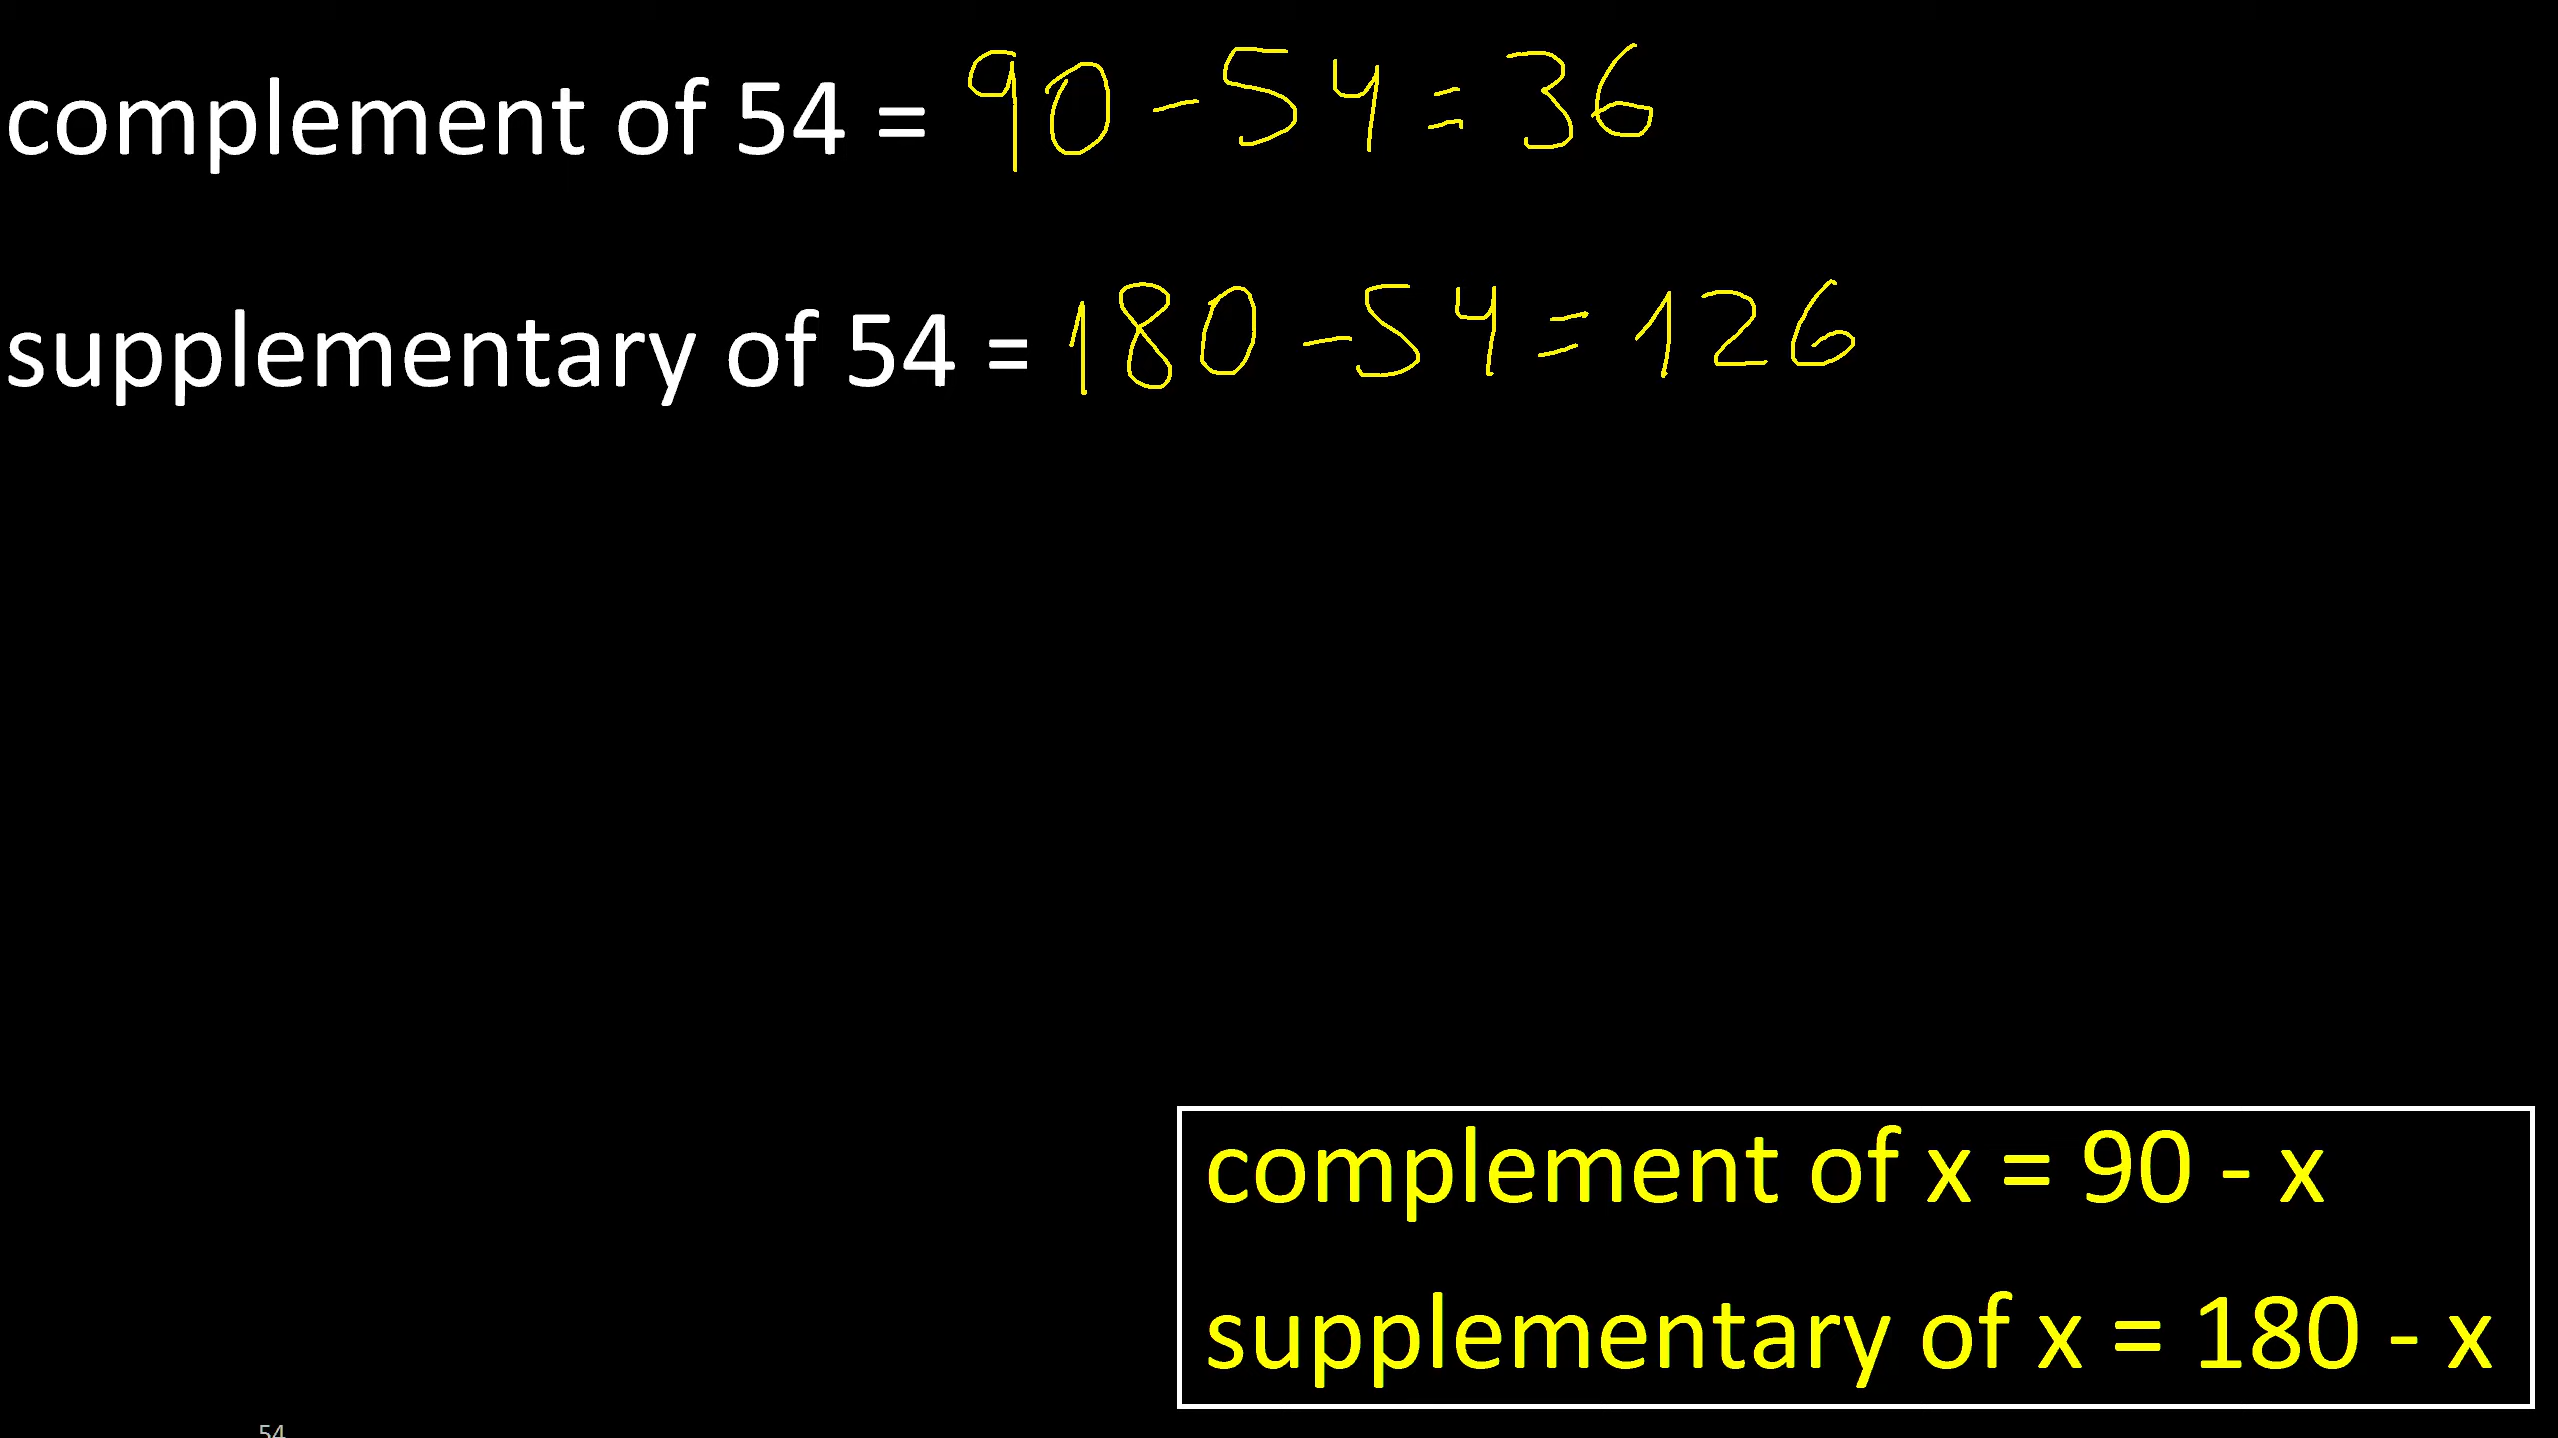 complement of 54 = 90 - 54 = 36
supplementary of 54 = 180 - 54 = 126
complement of x = 90 - x
supplementary of x = 180 - x
54